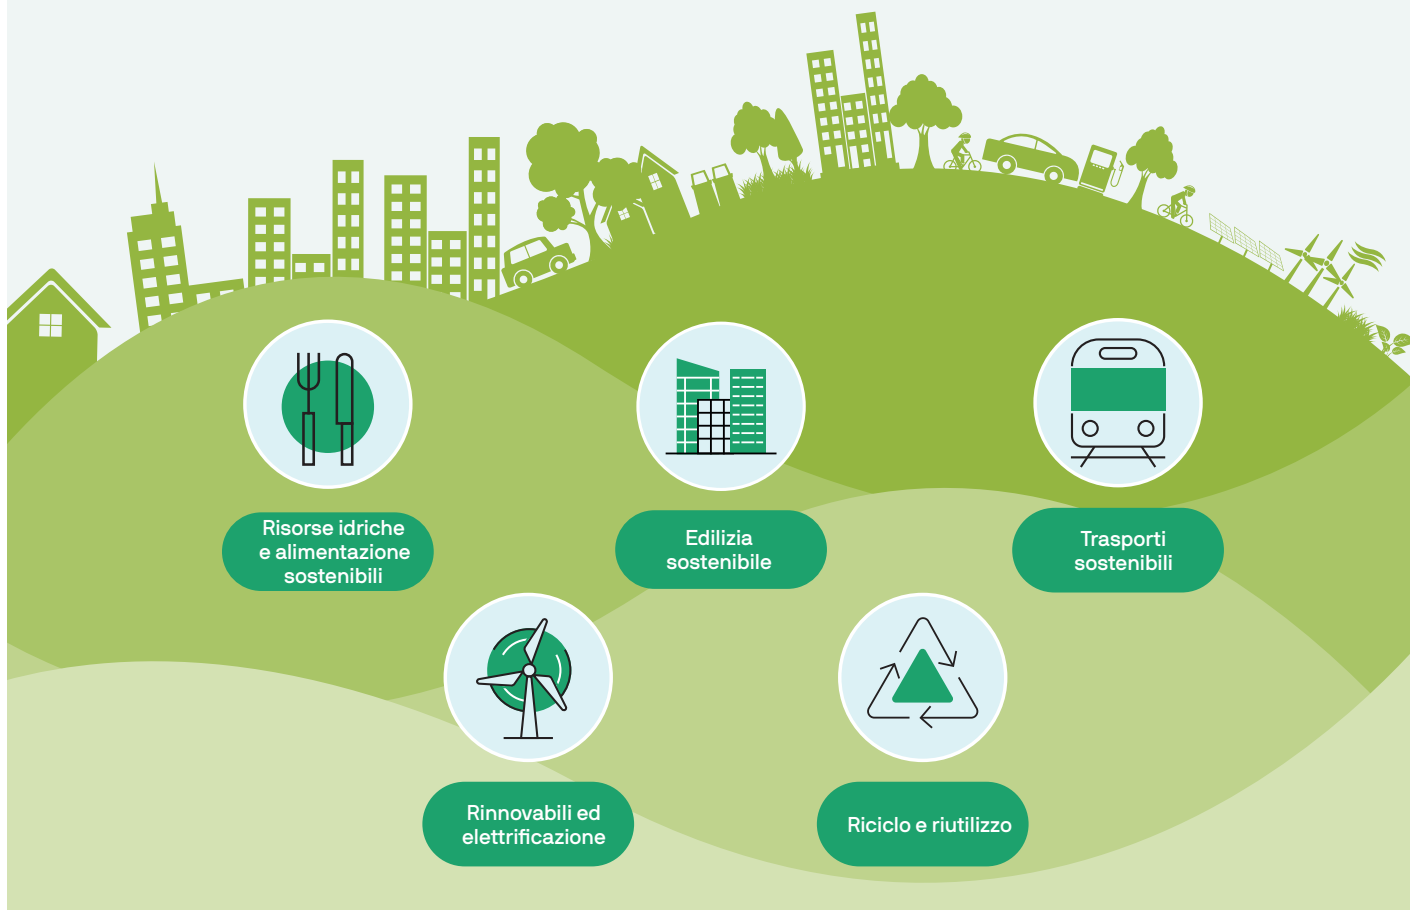 Risorse idriche
e alimentazione
sostenibili
Edilizia
sostenibile
Trasporti
sostenibili
Rinnovabili ed
elettrificazione
Riciclo e riutilizzo